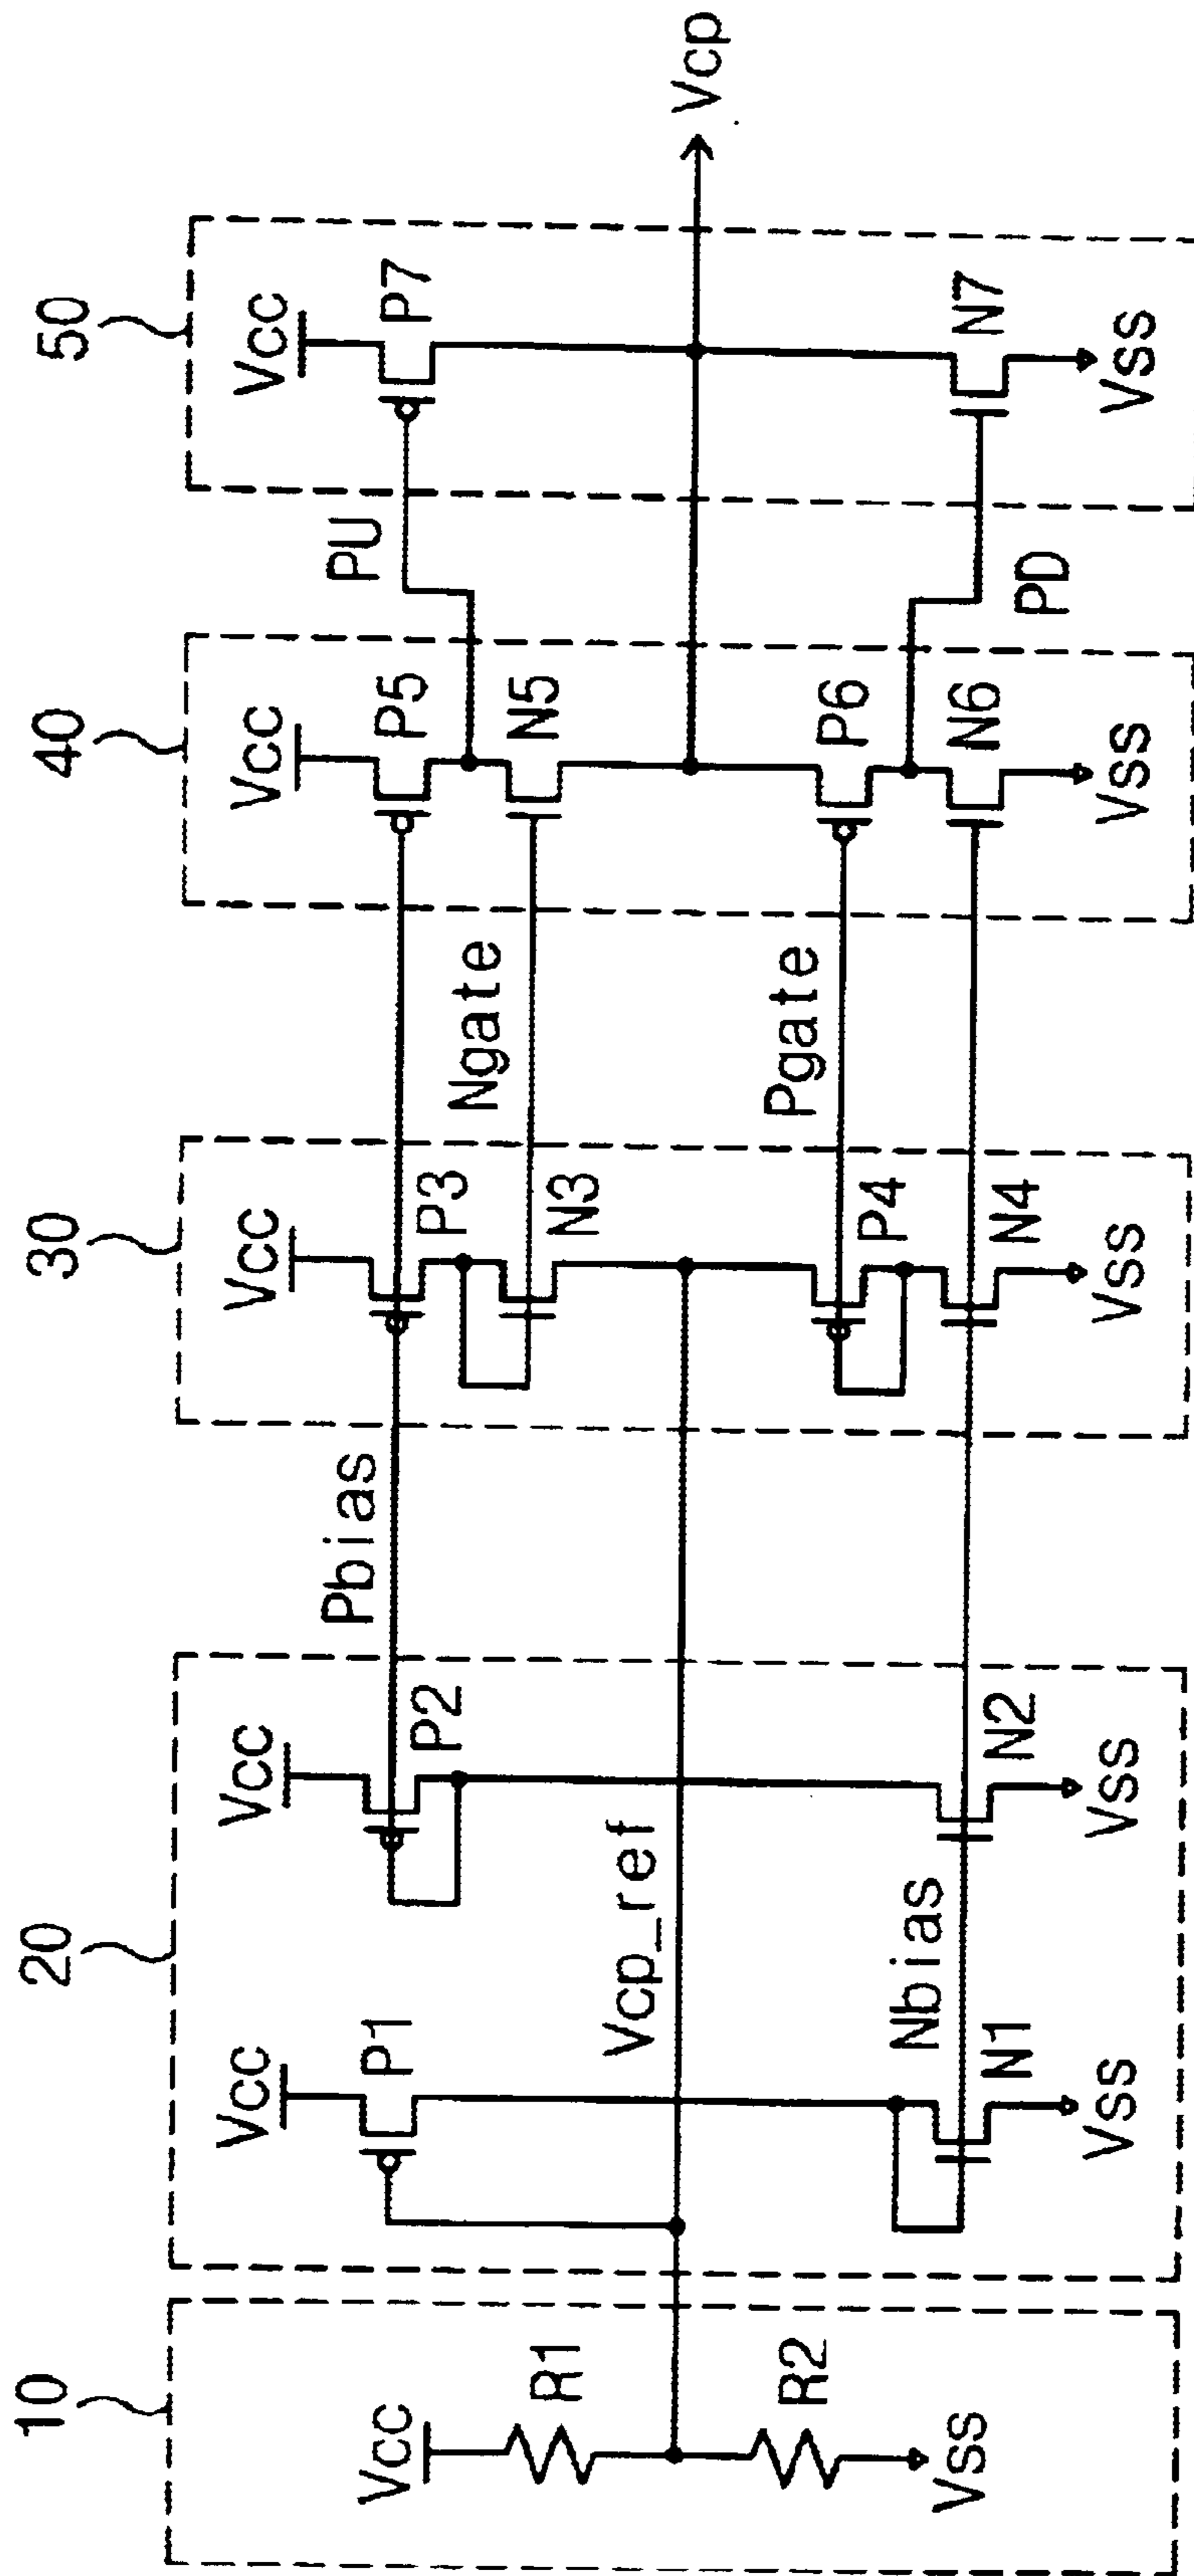 10
Vcc
R1
R2
Vss
20
Vcc
P1
Vcc
P2
Vcp_ref
Nbias
N1
Vss
N2
Vss
Pbias
30
Vcc
P3
N3
P4
N4
Vss
Ngate
Pgate
40
Vcc
P5
N5
P6
N6
Vss
PU
PD
50
Vcc
P7
N7
Vss
Vcp